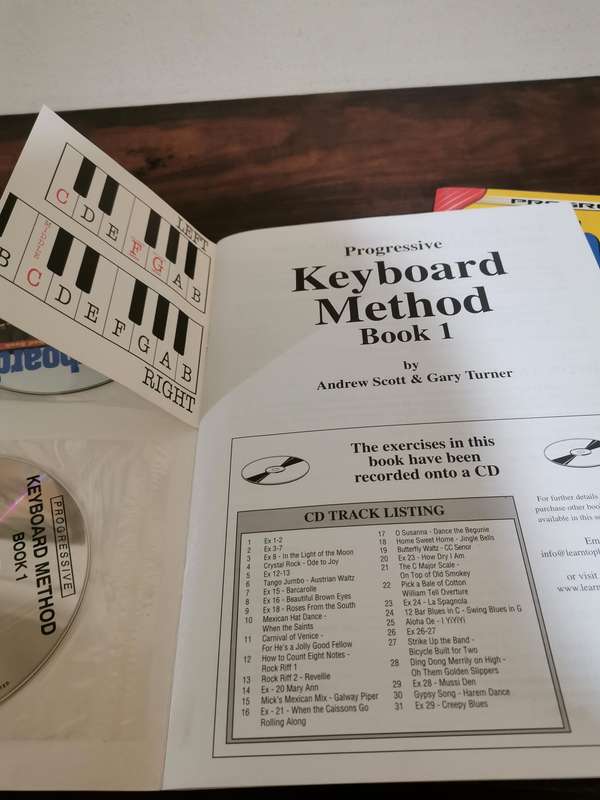 LEFT
C D E F G A B
MIDDLE
B C D E F G A B
RIGHT
PROGRESSIVE
KEYBOARD METHOD
BOOK 1
Progressive
Keyboard
Method
Book 1
by
Andrew Scott & Gary Turner
The exercises in this
book have been
recorded onto a CD
CD TRACK LISTING
1 Ex 1-2
2 Ex 3-7
3 Ex 8 - In the Light of the Moon
4 Crystal Rock - Ode to Joy
5 Ex 12-13
6 Tango Jumbo - Austrian Waltz
7 Ex 15 - Barcarolle
8 Ex 16 - Beautiful Brown Eyes
9 Ex 18 - Roses From the South
10 Mexican Hat Dance -
When the Saints
11 Carnival of Venice -
For He's a Jolly Good Fellow
12 How to Count Eight Notes -
Rock Riff 1
13 Rock Riff 2 - Reveille
14 Ex - 20 Mary Ann
15 Mick's Mexican Mix - Galway Piper
16 Ex - 21 - When the Caissons Go
Rolling Along
17 O Susanna - Dance the Begunie
18 Home Sweet Home - Jingle Bells
19 Butterfly Waltz - CC Senor
20 Ex 23 - How Dry I Am
21 The C Major Scale -
On Top of Old Smokey
22 Pick a Bale of Cotton
William Tell Overture
23 Ex 24 - La Spagnola
24 12 Bar Blues in C - Swing Blues in G
25 Aloha Oe - I YiYiYi
26 Ex 26-27
27 Strike Up the Band -
Bicycle Built for Two
28 Ding Dong Merrily on High -
Oh Them Golden Slippers
29 Ex 28 - Mussi Den
30 Gypsy Song - Harem Dance
31 Ex 29 - Creepy Blues
For further details
purchase other boo
available in this se
Em
info@learntoph
or visit
www.lear
PROGR
board